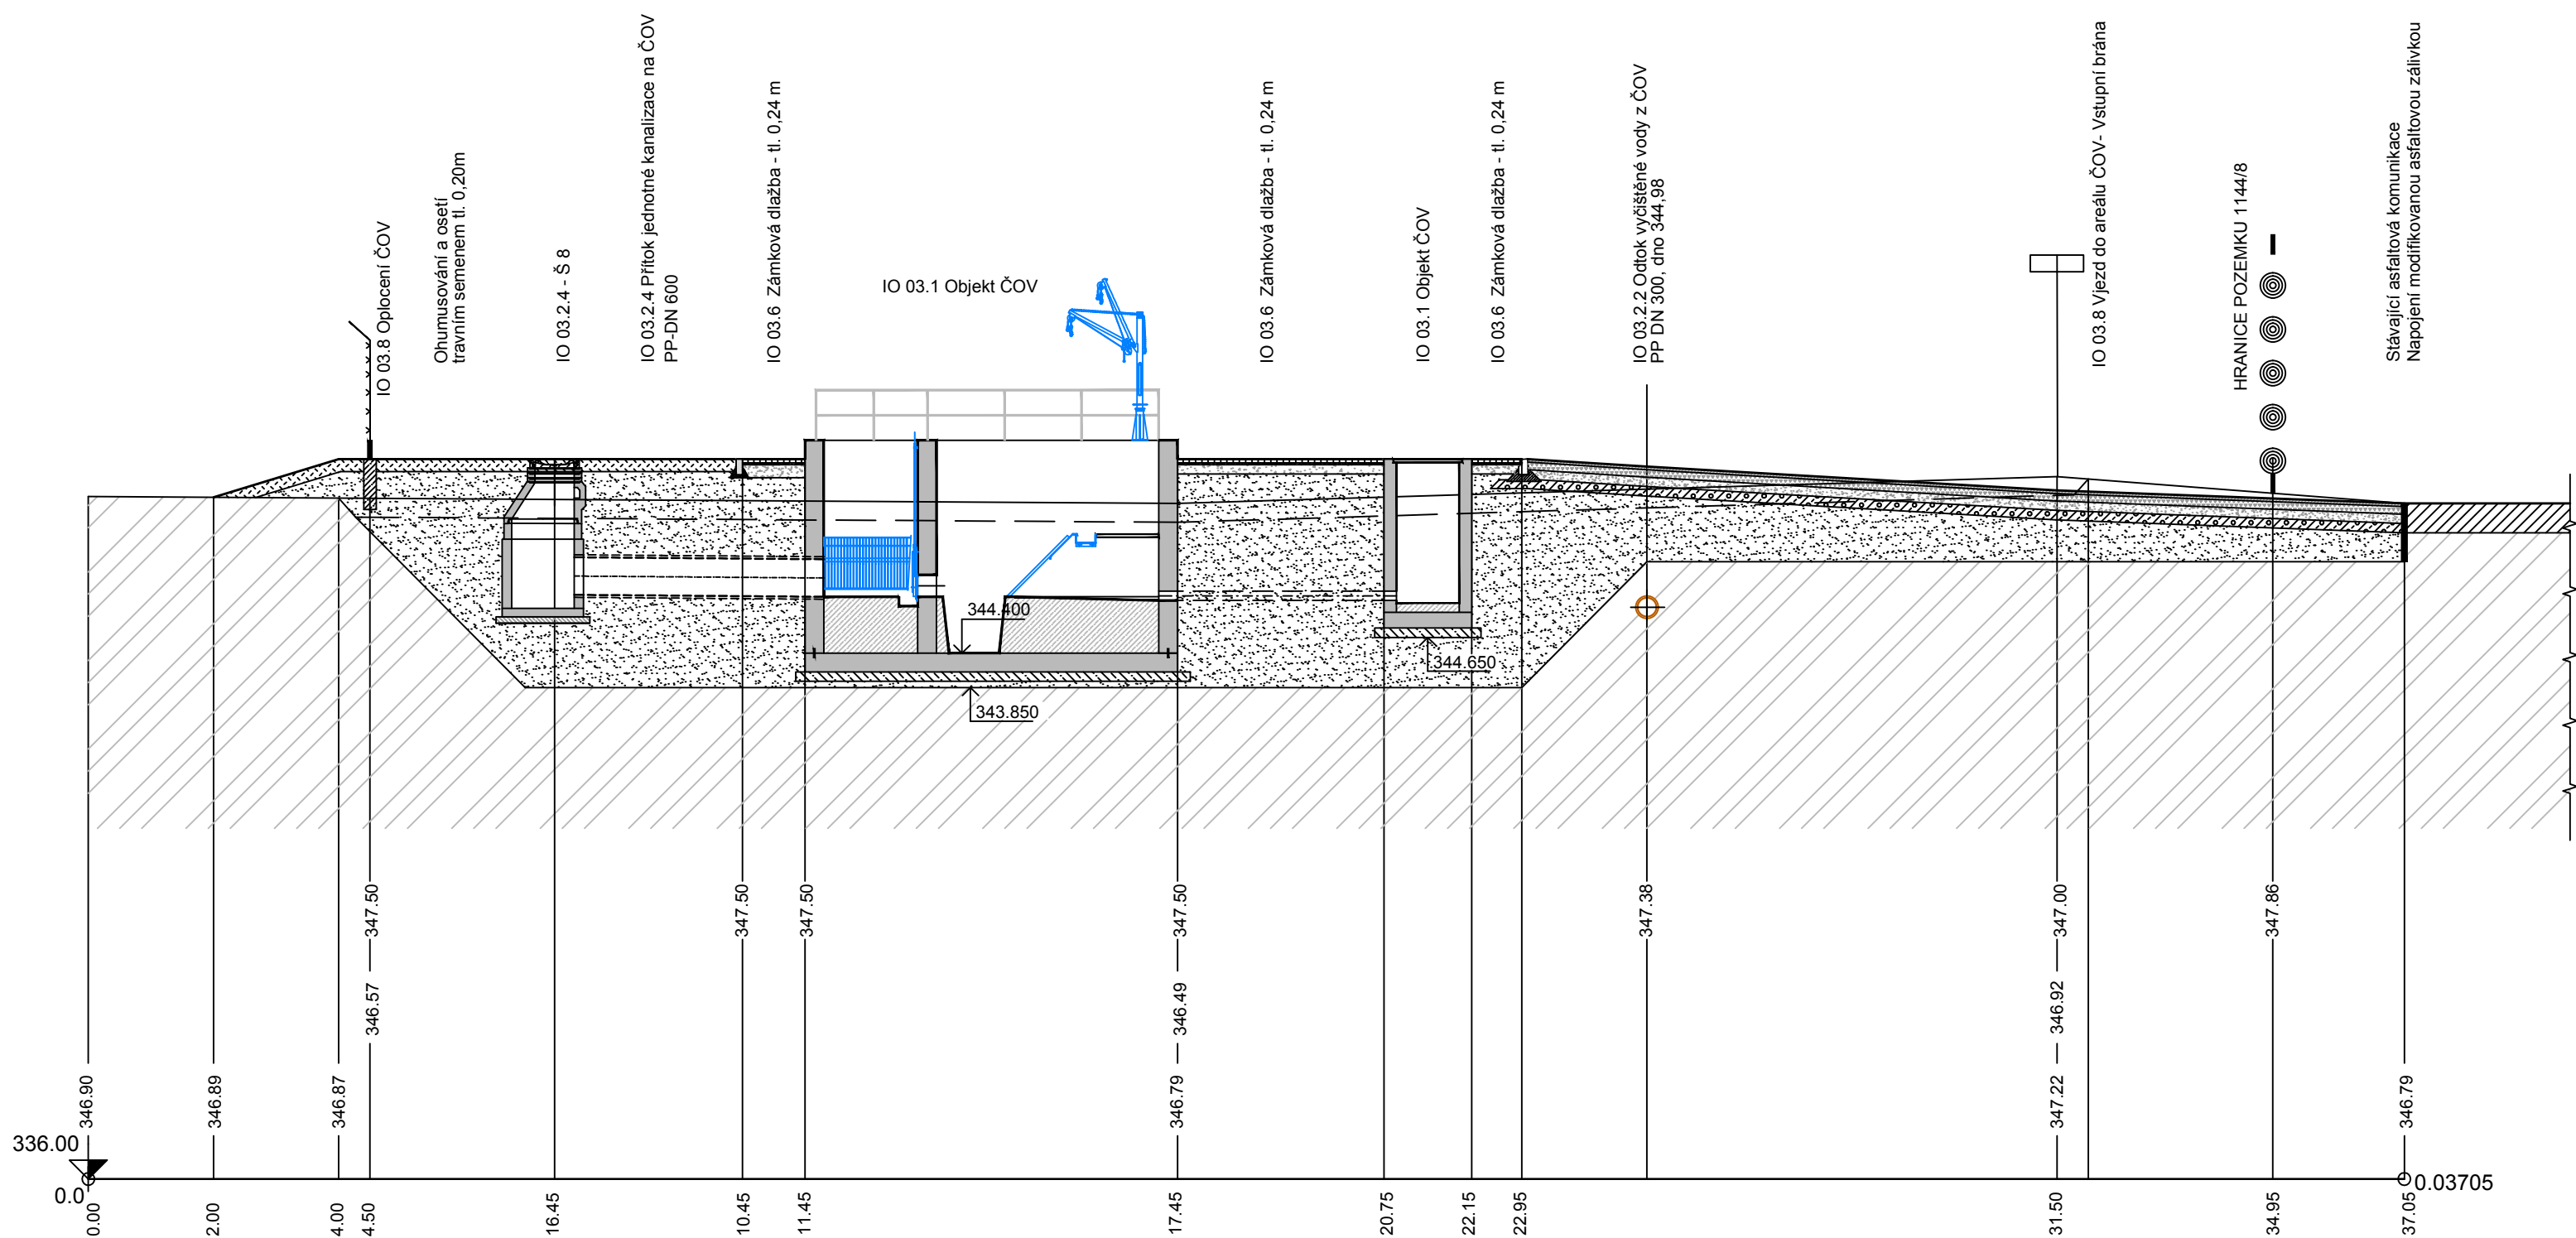 IO 03.8 Oplocení ČOV
Ohumusování a osetí
travním semenem tl. 0,20m
IO 03.2.4 - Š 8
IO 03.2.4 Přítok jednotné kanalizace na ČOV
PP-DN 600
IO 03.6 Zámková dlažba - tl. 0,24 m
IO 03.1 Objekt ČOV
IO 03.6 Zámková dlažba - tl. 0,24 m
IO 03.1 Objekt ČOV
IO 03.6 Zámková dlažba - tl. 0,24 m
IO 03.2.2 Odtok vyčištěné vody z ČOV
PP DN 300, dno 344,98
IO 03.8 Vjezd do areálu ČOV- Vstupní brána
HRANICE POZEMKU 1144/8
Stávající asfaltová komunikace
Napojení modifikovanou asfaltovou zálivkou
344.400
344.650
343.850
347.50
347.50
347.50
347.50
347.38
347.00
347.86
346.57
346.49
346.92
346.90
346.89
346.87
346.79
347.22
346.79
336.00
0.0
0.03705
0.00
2.00
4.00
4.50
16.45
10.45
11.45
17.45
20.75
22.15
22.95
31.50
34.95
37.05